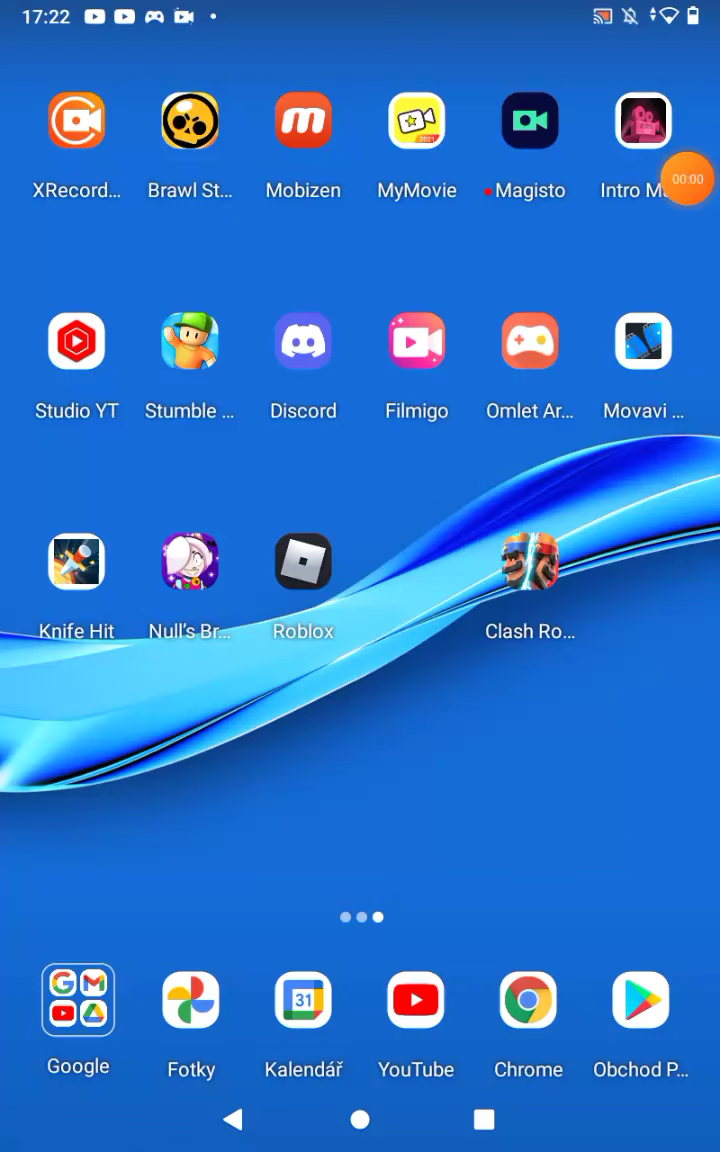 17:22
XRecord...
Brawl St...
Mobizen
MyMovie
Magisto
Intro M
00:00
Studio YT
Stumble ...
Discord
Filmigo
Omlet Ar...
Movavi ...
Knife Hit
Null's Br...
Roblox
Clash Ro...
31
Google
Fotky
Kalendář
YouTube
Chrome
Obchod P...